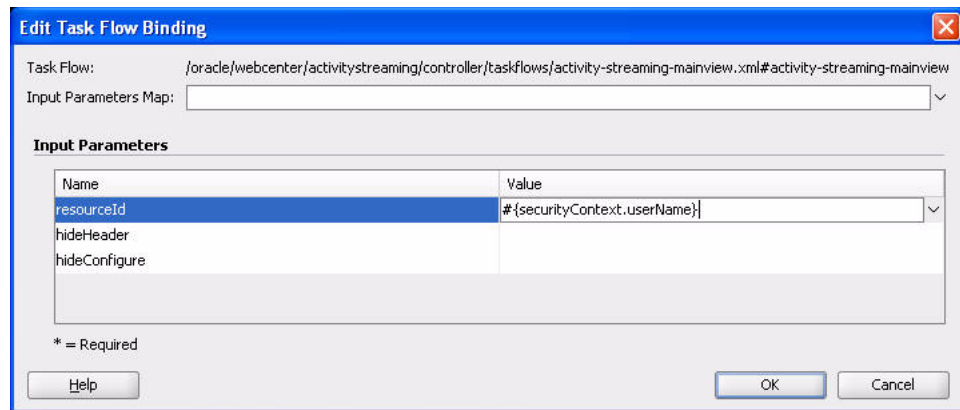 Edit Task Flow Binding
Task Flow: /oracle/webcenter/activitystreaming/controller/taskflows/activity-streaming-mainview.xml#activity-streaming-mainview
Input Parameters Map:
Input Parameters
Name Value
resourceId #{securityContext.userName}
hideHeader
hideConfigure
* = Required
Help OK Cancel